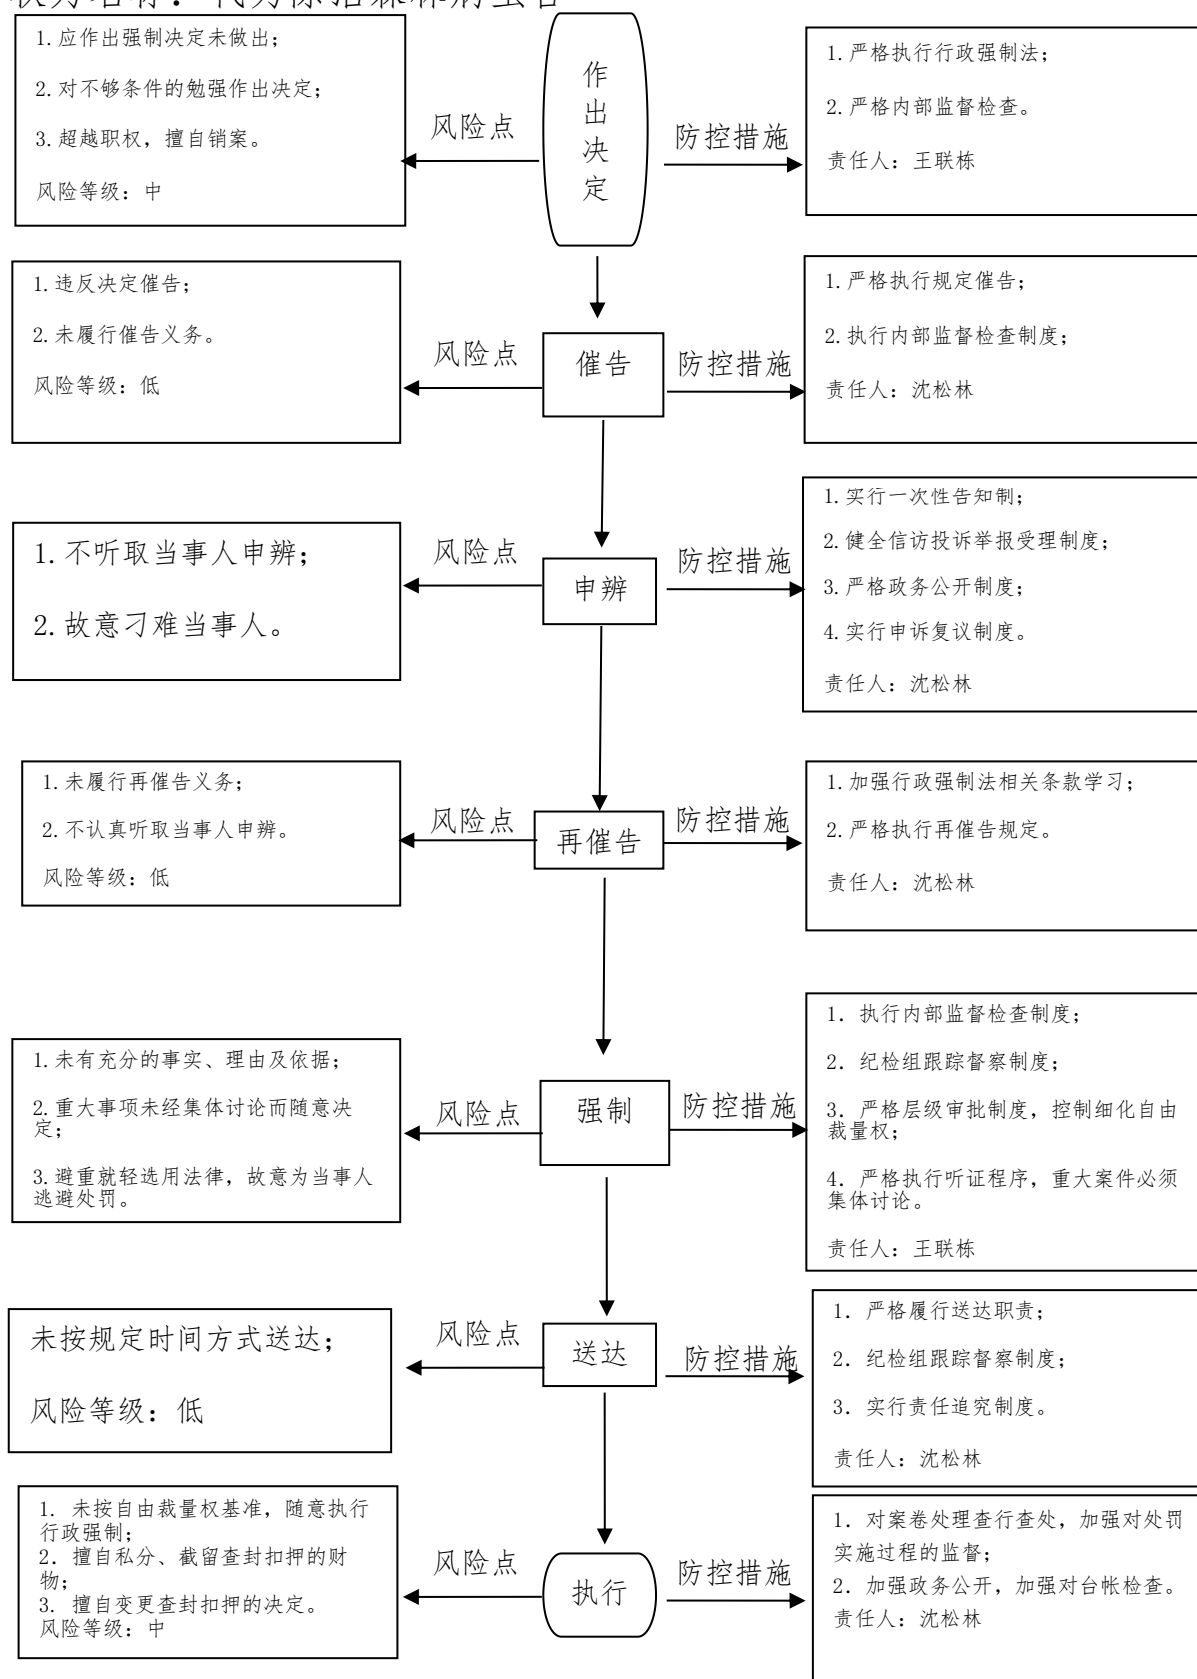 1.应作出强制决定未做出；
2.对不够条件的勉强作出决定；
3.超越职权，擅自销案。
风险等级：中
风险点
作出决定
防控措施
1.严格执行行政强制法；
2.严格内部监督检查。
责任人：王联栋
1.违反决定催告；
2.未履行催告义务。
风险等级：低
风险点
催告
防控措施
1.严格执行规定催告；
2.执行内部监督检查制度；
责任人：沈松林
1.不听取当事人申辨；
2.故意刁难当事人。
风险点
申辨
防控措施
1.实行一次性告知制；
2.健全信访投诉举报受理制度；
3.严格政务公开制度；
4.实行申诉复议制度。
责任人：沈松林
1.未履行再催告义务；
2.不认真听取当事人申辨。
风险等级：低
风险点
再催告
防控措施
1.加强行政强制法相关条款学习；
2.严格执行再催告规定。
责任人：沈松林
1.未有充分的事实、理由及依据；
2.重大事项未经集体讨论而随意决
定；
3.避重就轻选用法律，故意为当事人
逃避处罚。
风险点
强制
防控措施
1．执行内部监督检查制度；
2．纪检组跟踪督察制度；
3．严格层级审批制度，控制细化自由
裁量权；
4．严格执行听证程序，重大案件必须
集体讨论。
责任人：王联栋
未按规定时间方式送达；
风险等级：低
风险点
送达
防控措施
1．严格履行送达职责；
2．纪检组跟踪督察制度；
3．实行责任追究制度。
责任人：沈松林
1．未按自由裁量权基准，随意执行
行政强制；
2．擅自私分、截留查封扣押的财
物；
3．擅自变更查封扣押的决定。
风险等级：中
风险点
执行
防控措施
1．对案卷处理查行查处，加强对处罚
实施过程的监督；
2．加强政务公开，加强对台帐检查。
责任人：沈松林